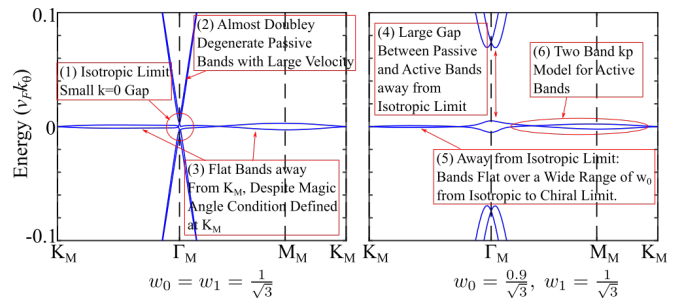 0.1
0
-0.1
Energy (v_F k_θ)
(1) Isotropic Limit
Small k=0 Gap
(2) Almost Doubley
Degenerate Passive
Bands with Large Velocity
(3) Flat Bands away
From K_M, Despite Magic
Angle Condition Defined
at K_M
K_M
Γ_M
M_M
K_M
w_0 = w_1 = 1/√3
(4) Large Gap
Between Passive
and Active Bands
away from
Isotropic Limit
(6) Two Band kp
Model for Active
Bands
(5) Away from Isotropic Limit:
Bands Flat over a Wide Range of w_0
from Isotropic to Chiral Limit.
K_M
Γ_M
M_M
K_M
w_0 = 0.9/√3, w_1 = 1/√3